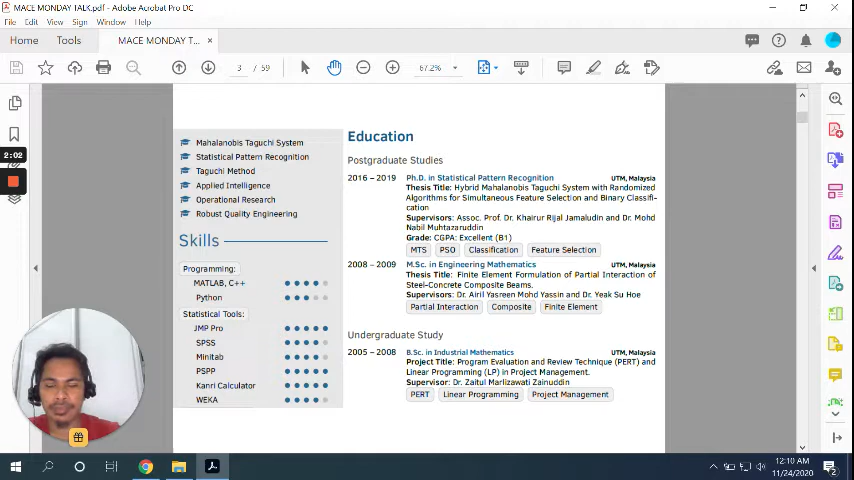 MACE MONDAY TALK.pdf - Adobe Acrobat Pro DC
File Edit View Sign Window Help
Home Tools MACE MONDAY T... ×
3 / 59 67.2%
2:02
Mahalanobis Taguchi System
Statistical Pattern Recognition
Taguchi Method
Applied Intelligence
Operational Research
Robust Quality Engineering
Skills
Programming:
MATLAB, C++
Python
Statistical Tools:
JMP Pro
SPSS
Minitab
PSPP
Kanri Calculator
WEKA
Education
Postgraduate Studies
2016 – 2019 Ph.D. in Statistical Pattern Recognition UTM, Malaysia
Thesis Title: Hybrid Mahalanobis Taguchi System with Randomized
Algorithms for Simultaneous Feature Selection and Binary Classifi-
cation
Supervisors: Assoc. Prof. Dr. Khairur Rijal Jamaludin and Dr. Mohd
Nabil Muhtazaruddin
Grade: CGPA: Excellent (B1)
MTS PSO Classification Feature Selection
2008 – 2009 M.Sc. in Engineering Mathematics UTM, Malaysia
Thesis Title: Finite Element Formulation of Partial Interaction of
Steel-Concrete Composite Beams.
Supervisors: Dr. Airil Yasreen Mohd Yassin and Dr. Yeak Su Hoe
Partial Interaction Composite Finite Element
Undergraduate Study
2005 – 2008 B.Sc. in Industrial Mathematics UTM, Malaysia
Project Title: Program Evaluation and Review Technique (PERT) and
Linear Programming (LP) in Project Management.
Supervisor: Dr. Zaitul Marlizawati Zainuddin
PERT Linear Programming Project Management
12:10 AM
11/24/2020
2